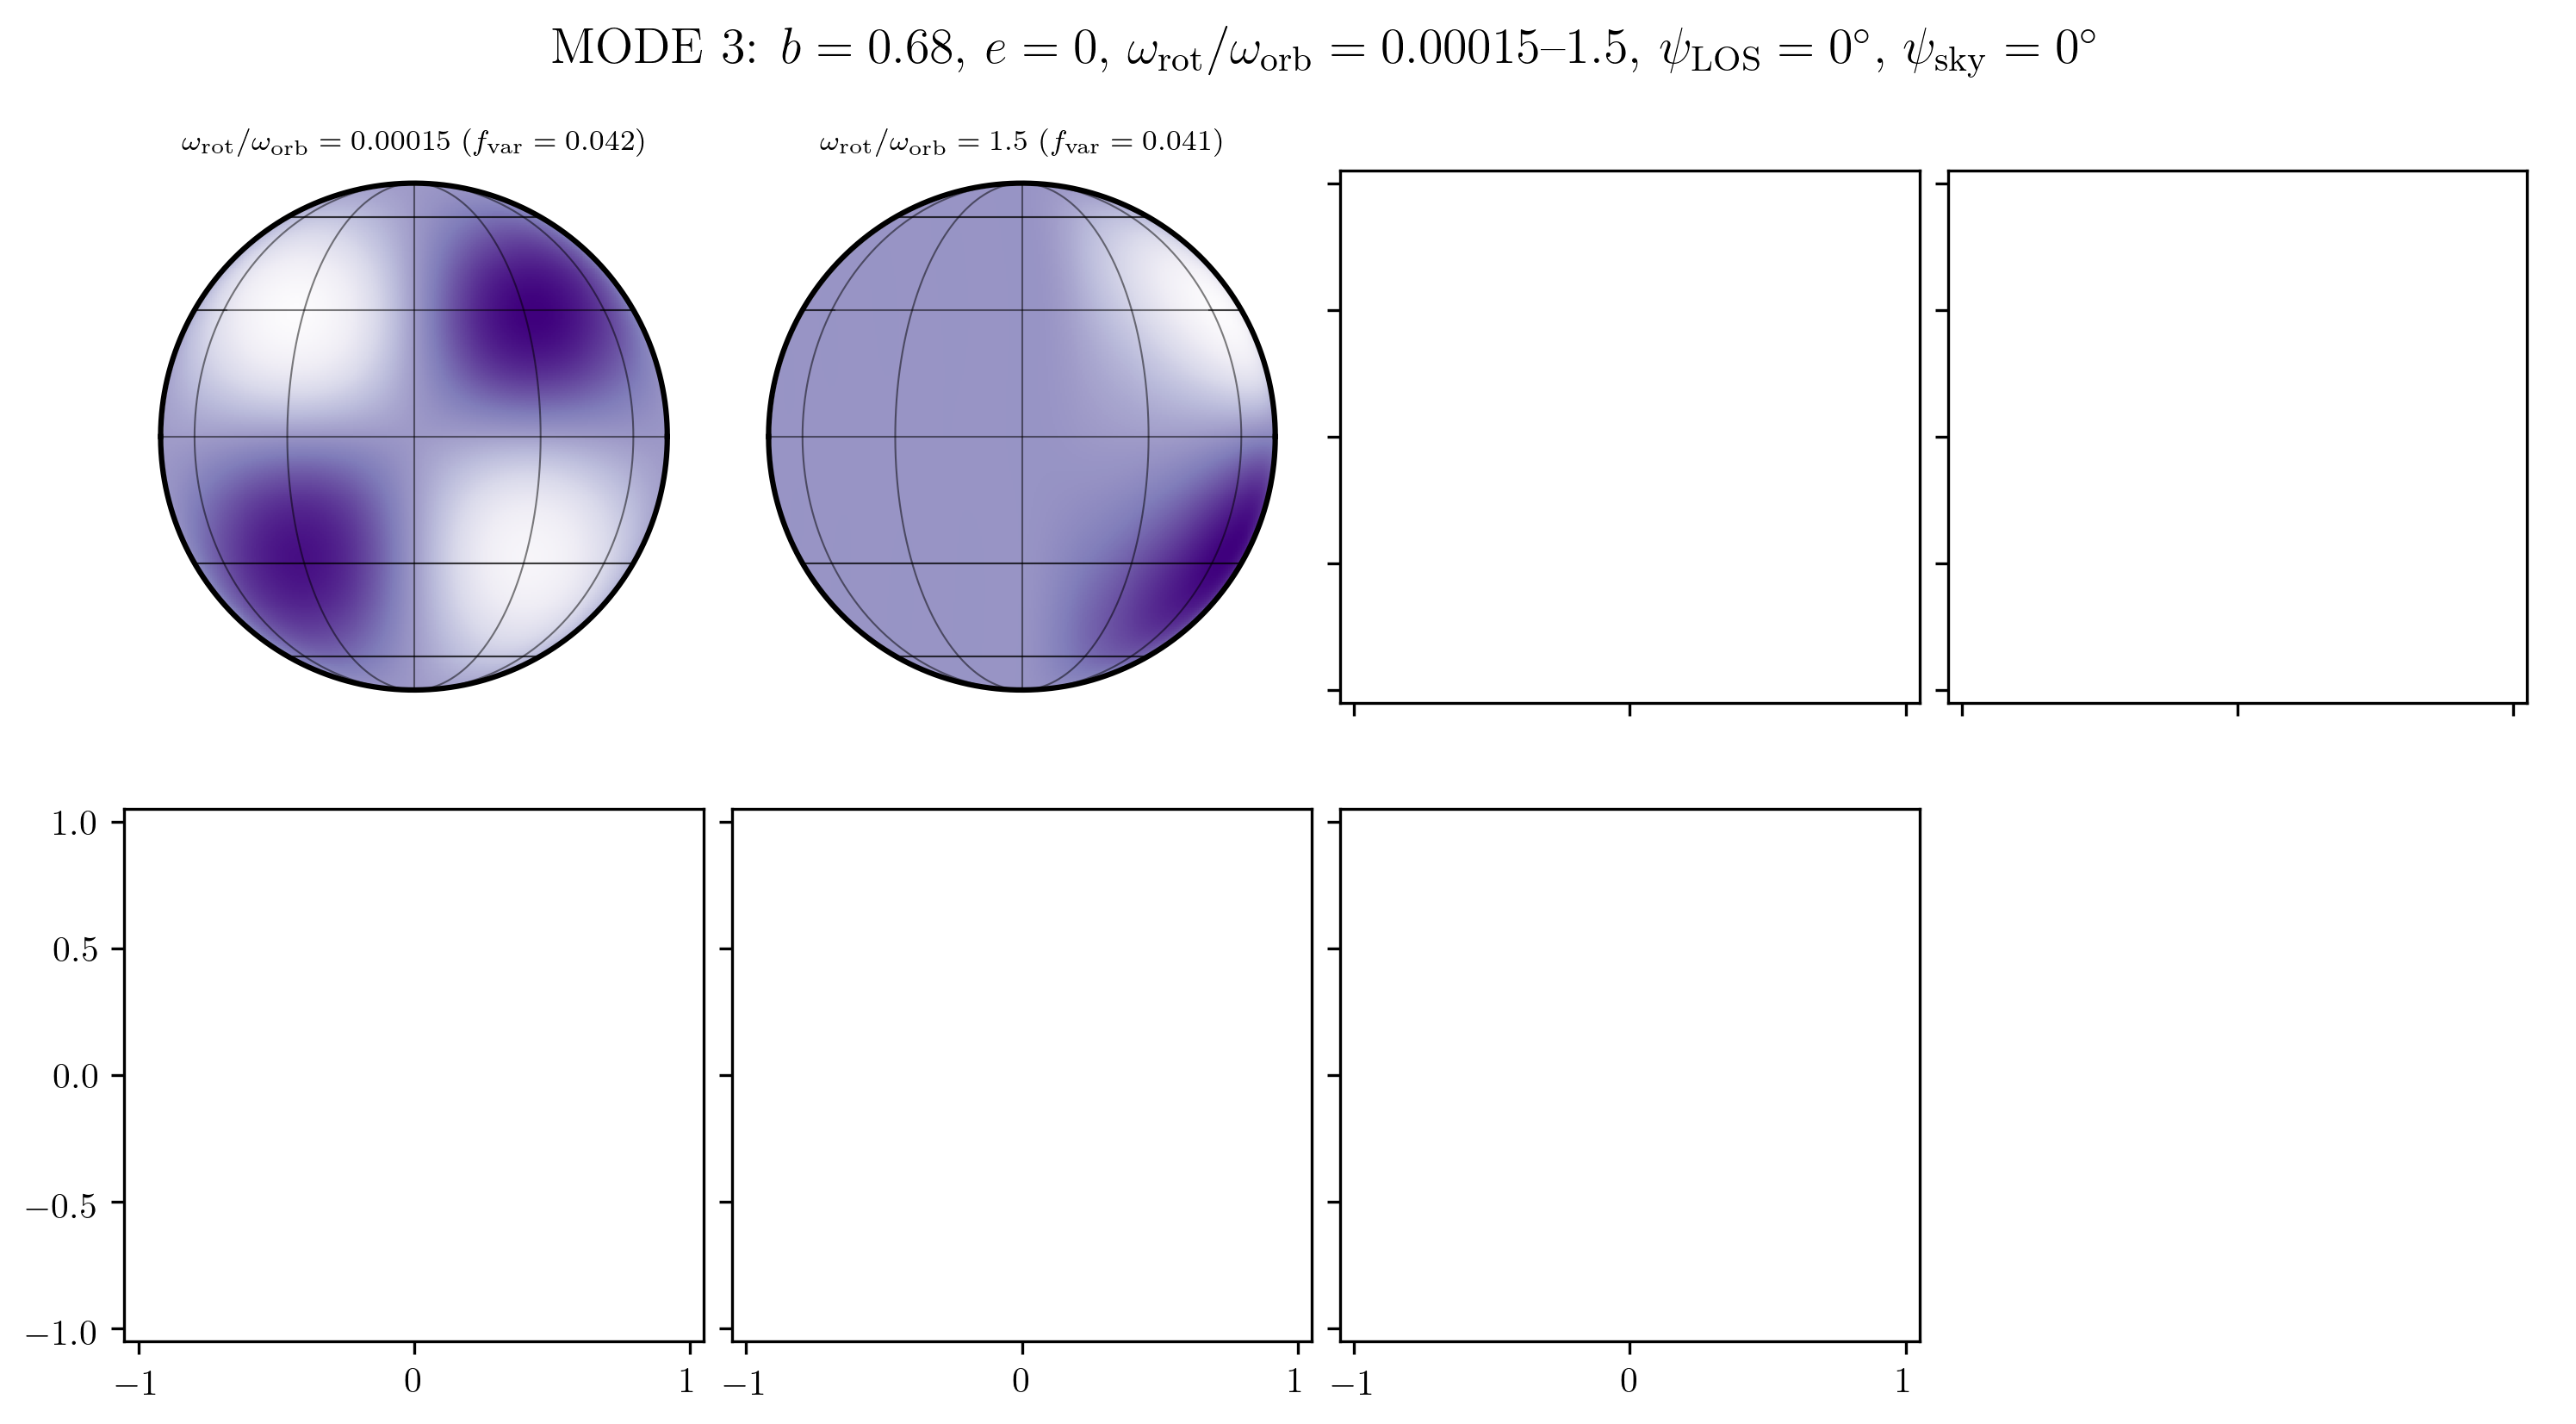 MODE 3: b = 0.68, e = 0, ω_rot/ω_orb = 0.00015–1.5, ψ_LOS = 0°, ψ_sky = 0°
ω_rot/ω_orb = 0.00015 (f_var = 0.042)
ω_rot/ω_orb = 1.5 (f_var = 0.041)
1.0
0.5
0.0
−0.5
−1.0
−1 0 1
−1 0 1
−1 0 1